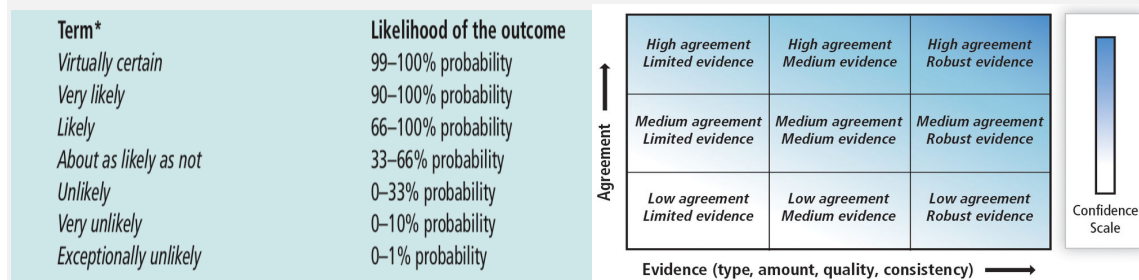 Term* Likelihood of the outcome
Virtually certain 99–100% probability
Very likely 90–100% probability
Likely 66–100% probability
About as likely as not 33–66% probability
Unlikely 0–33% probability
Very unlikely 0–10% probability
Exceptionally unlikely 0–1% probability
Agreement
High agreement
Limited evidence
High agreement
Medium evidence
High agreement
Robust evidence
Medium agreement
Limited evidence
Medium agreement
Medium evidence
Medium agreement
Robust evidence
Low agreement
Limited evidence
Low agreement
Medium evidence
Low agreement
Robust evidence
Evidence (type, amount, quality, consistency)
Confidence
Scale